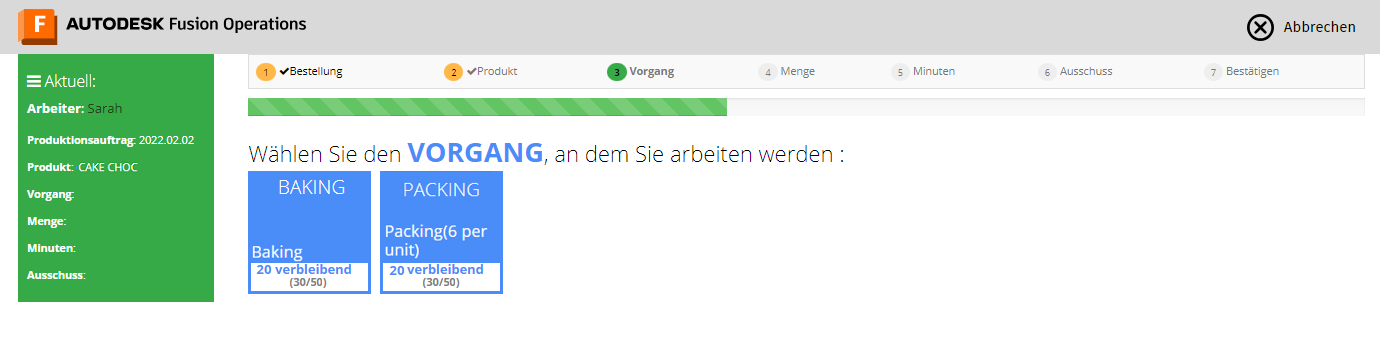 F AUTODESK Fusion Operations
Abbrechen
Aktuell:
Arbeiter: Sarah
Produktionsauftrag: 2022.02.02
Produkt: CAKE CHOC
Vorgang:
Menge:
Minuten:
Ausschuss:
1 Bestellung 2 Produkt 3 Vorgang 4 Menge 5 Minuten 6 Ausschuss 7 Bestätigen
Wählen Sie den VORGANG, an dem Sie arbeiten werden :
BAKING
Baking
20 verbleibend
(30/50)
PACKING
Packing(6 per
unit)
20 verbleibend
(30/50)